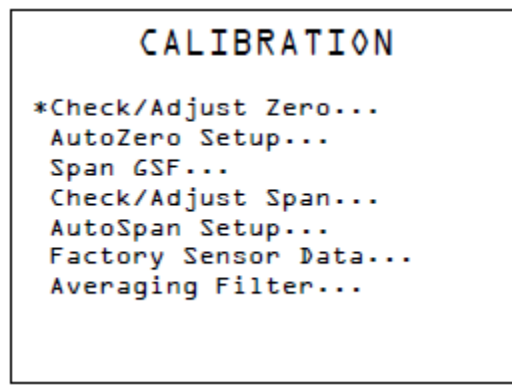 CALIBRATION
*Check/Adjust Zero...
AutoZero Setup...
Span GSF...
Check/Adjust Span...
AutoSpan Setup...
Factory Sensor Data...
Averaging Filter...